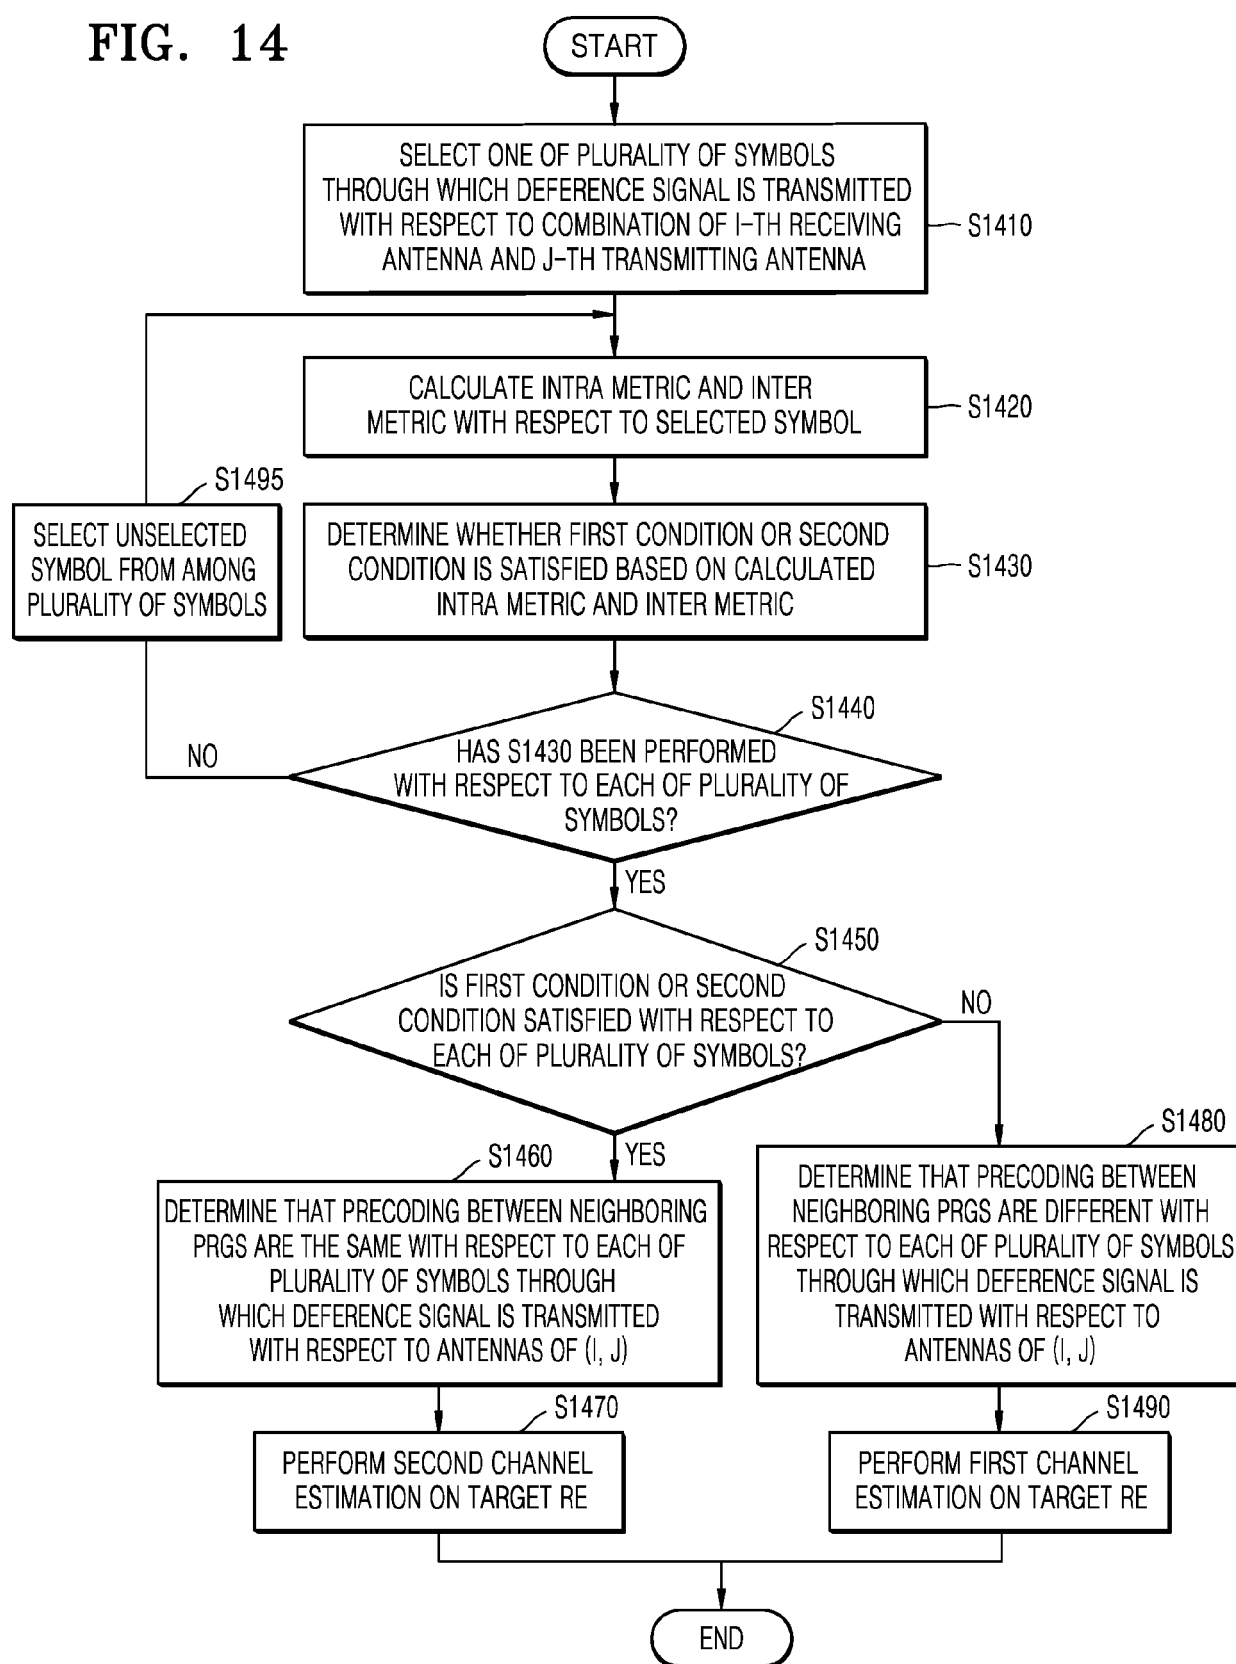 FIG. 14
START
SELECT ONE OF PLURALITY OF SYMBOLS
THROUGH WHICH DEFERENCE SIGNAL IS TRANSMITTED
WITH RESPECT TO COMBINATION OF I-TH RECEIVING
ANTENNA AND J-TH TRANSMITTING ANTENNA
S1410
CALCULATE INTRA METRIC AND INTER
METRIC WITH RESPECT TO SELECTED SYMBOL
S1420
S1495
SELECT UNSELECTED
SYMBOL FROM AMONG
PLURALITY OF SYMBOLS
DETERMINE WHETHER FIRST CONDITION OR SECOND
CONDITION IS SATISFIED BASED ON CALCULATED
INTRA METRIC AND INTER METRIC
S1430
S1440
NO
HAS S1430 BEEN PERFORMED
WITH RESPECT TO EACH OF PLURALITY OF
SYMBOLS?
YES
S1450
IS FIRST CONDITION OR SECOND
CONDITION SATISFIED WITH RESPECT TO
EACH OF PLURALITY OF SYMBOLS?
NO
YES
S1460
DETERMINE THAT PRECODING BETWEEN NEIGHBORING
PRGS ARE THE SAME WITH RESPECT TO EACH OF
PLURALITY OF SYMBOLS THROUGH
WHICH DEFERENCE SIGNAL IS TRANSMITTED
WITH RESPECT TO ANTENNAS OF (I, J)
S1480
DETERMINE THAT PRECODING BETWEEN
NEIGHBORING PRGS ARE DIFFERENT WITH
RESPECT TO EACH OF PLURALITY OF SYMBOLS
THROUGH WHICH DEFERENCE SIGNAL IS
TRANSMITTED WITH RESPECT TO
ANTENNAS OF (I, J)
S1470
PERFORM SECOND CHANNEL
ESTIMATION ON TARGET RE
S1490
PERFORM FIRST CHANNEL
ESTIMATION ON TARGET RE
END